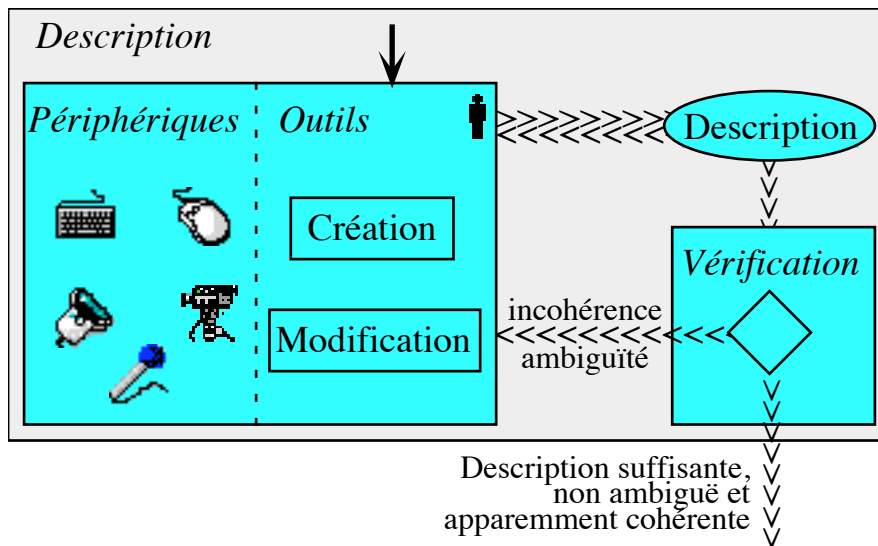 Description
Périphériques
Outils
Description
Création
Vérification
incohérence
ambiguïté
Modification
Description suffisante,
non ambiguë et
apparemment cohérente